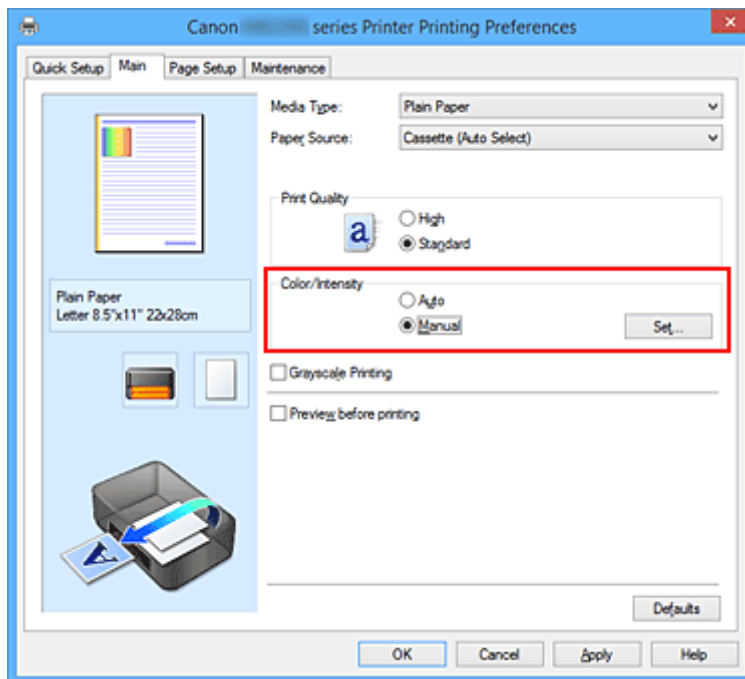 Canon series Printer Printing Preferences
Quick Setup Main Page Setup Maintenance
Media Type: Plain Paper
Paper Source: Cassette (Auto Select)
Print Quality
a
High
Standard
Color/Intensity
Auto
Manual
Set...
Plain Paper
Letter 8.5"x11" 22x28cm
Grayscale Printing
Preview before printing
A
Defaults
OK Cancel Apply Help